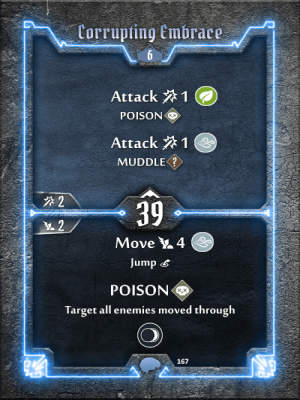 Corrupting Embrace
6
Attack 1
POISON
Attack 1
MUDDLE
2
39
2
Move 4
Jump
POISON
Target all enemies moved through
167